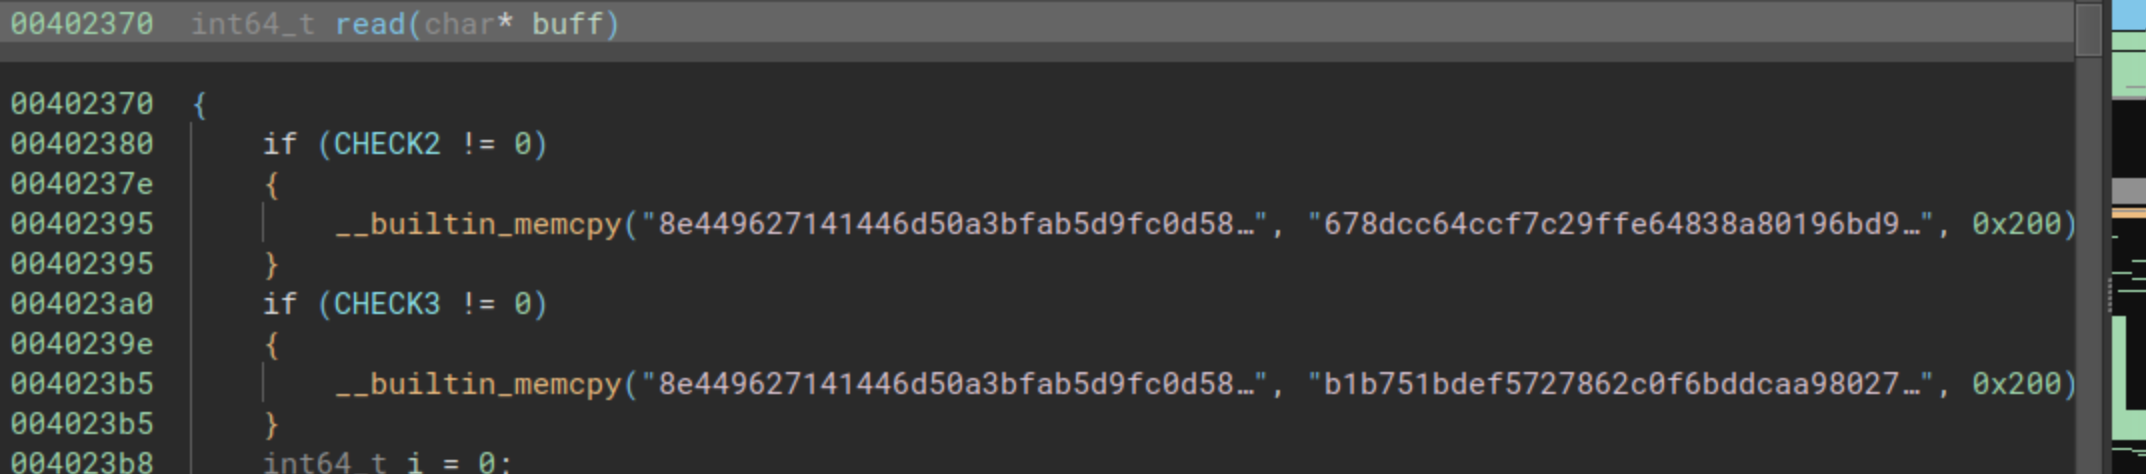 00402370 int64_t read(char* buff)
00402370 {
00402380 if (CHECK2 != 0)
0040237e {
00402395 __builtin_memcpy("8e449627141446d50a3bfab5d9fc0d58…", "678dcc64ccf7c29ffe64838a80196bd9…", 0x200)
00402395 }
004023a0 if (CHECK3 != 0)
0040239e {
004023b5 __builtin_memcpy("8e449627141446d50a3bfab5d9fc0d58…", "b1b751bdef5727862c0f6bddcaa98027…", 0x200)
004023b5 }
004023b8 int64_t i = 0;